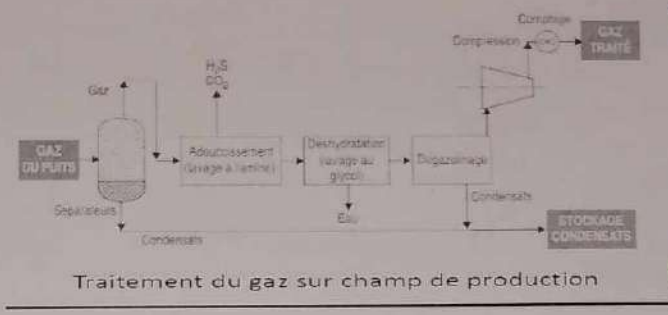 Comptage
GAZ
TRAITÉ
Compression
H₂S
CO₂
Gaz
GAZ
DU PUITS
Adoucissement
(lavage à l'amine)
Déshydratation
(lavage au
glycol)
Dégazolinage
Séparateurs
Eau
Condensats
Condensats
STOCKAGE
CONDENSATS
Traitement du gaz sur champ de production